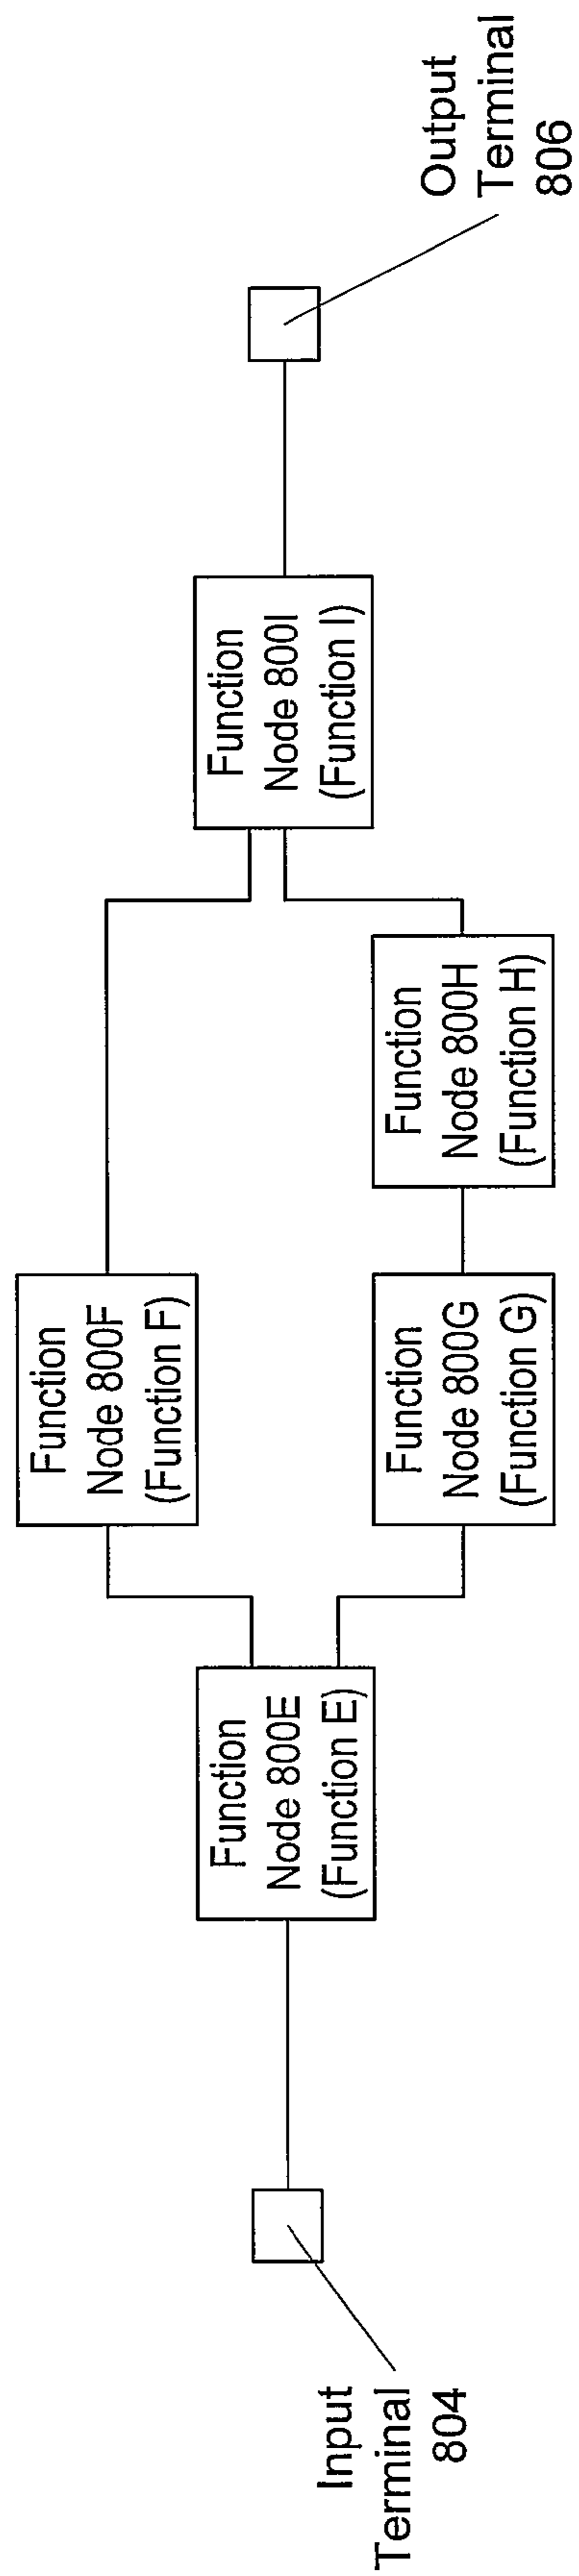 Input
Terminal
804
Function
Node 800E
(Function E)
Function
Node 800F
(Function F)
Function
Node 800G
(Function G)
Function
Node 800H
(Function H)
Function
Node 800I
(Function I)
Output
Terminal
806